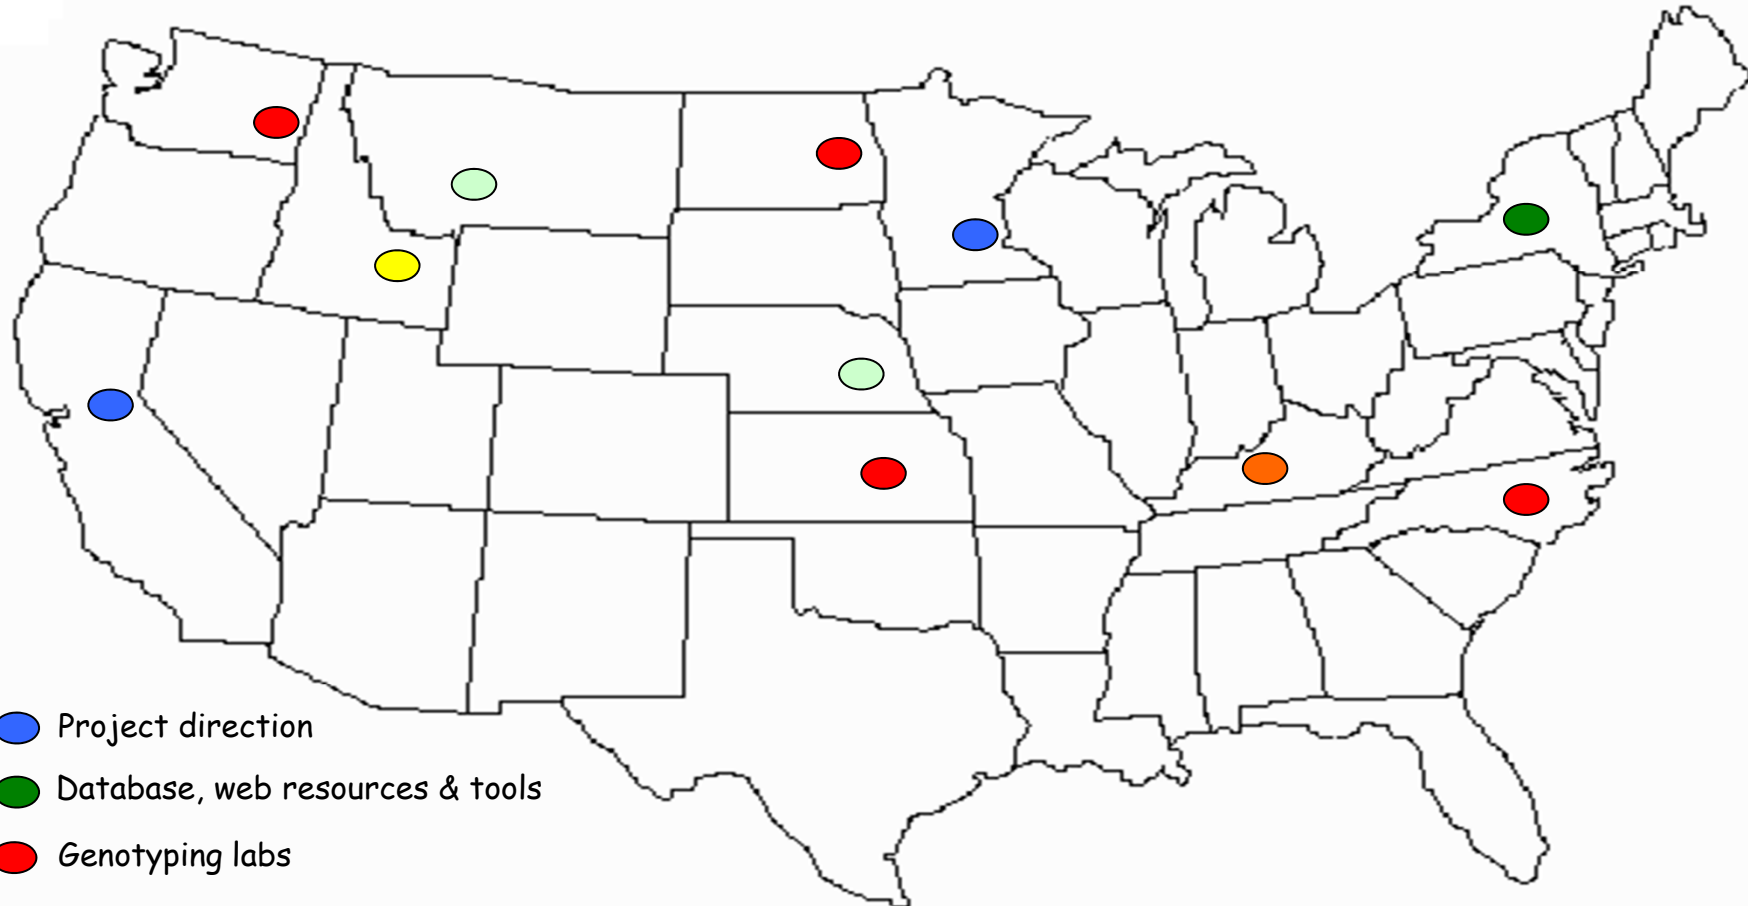 Project direction
Database, web resources & tools
Genotyping labs